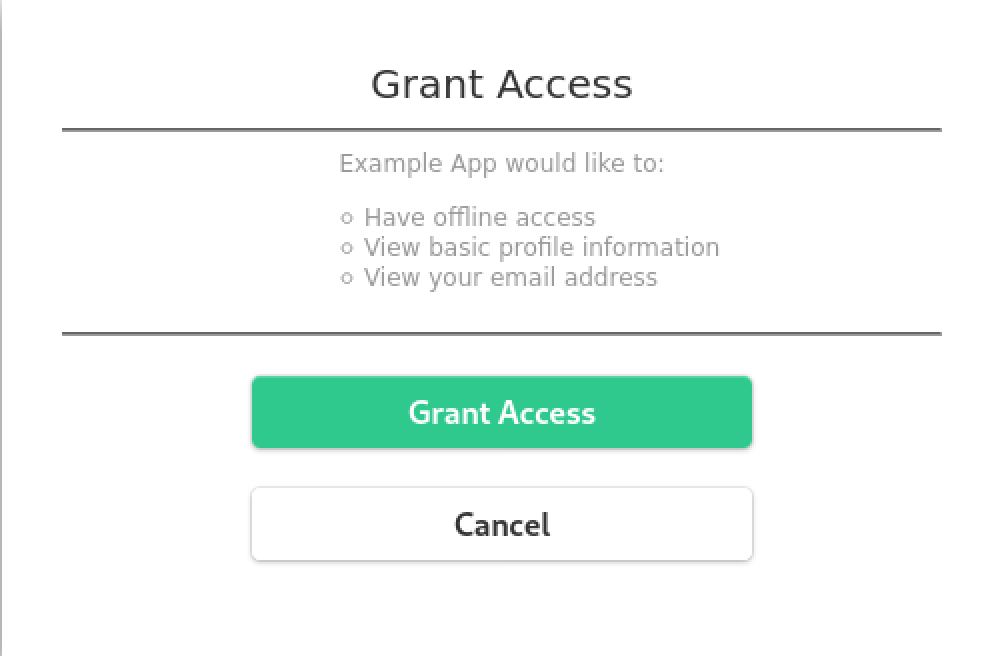 Grant Access
Example App would like to:
Have offline access
View basic profile information
View your email address
Grant Access
Cancel